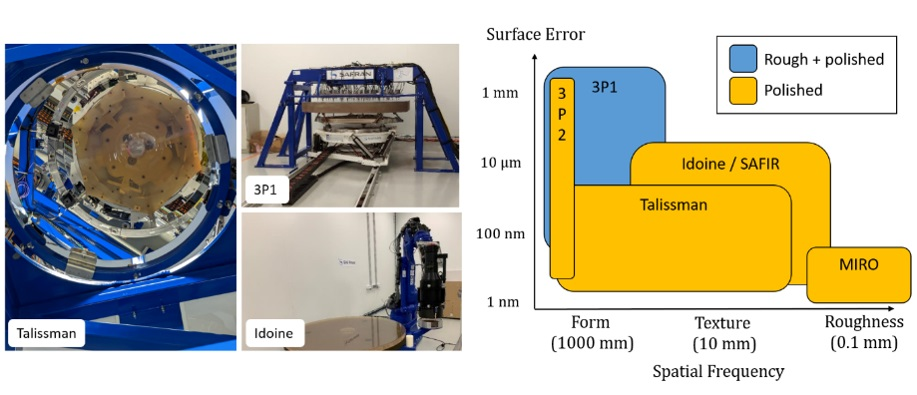 Talissman
SAFRAN
3P1
SAFRAN
Idoine
Surface Error
1 mm
10 µm
100 nm
1 nm
Rough + polished
Polished
3
P
2
3P1
Idoine / SAFIR
Talissman
MIRO
Form
(1000 mm)
Texture
(10 mm)
Roughness
(0.1 mm)
Spatial Frequency